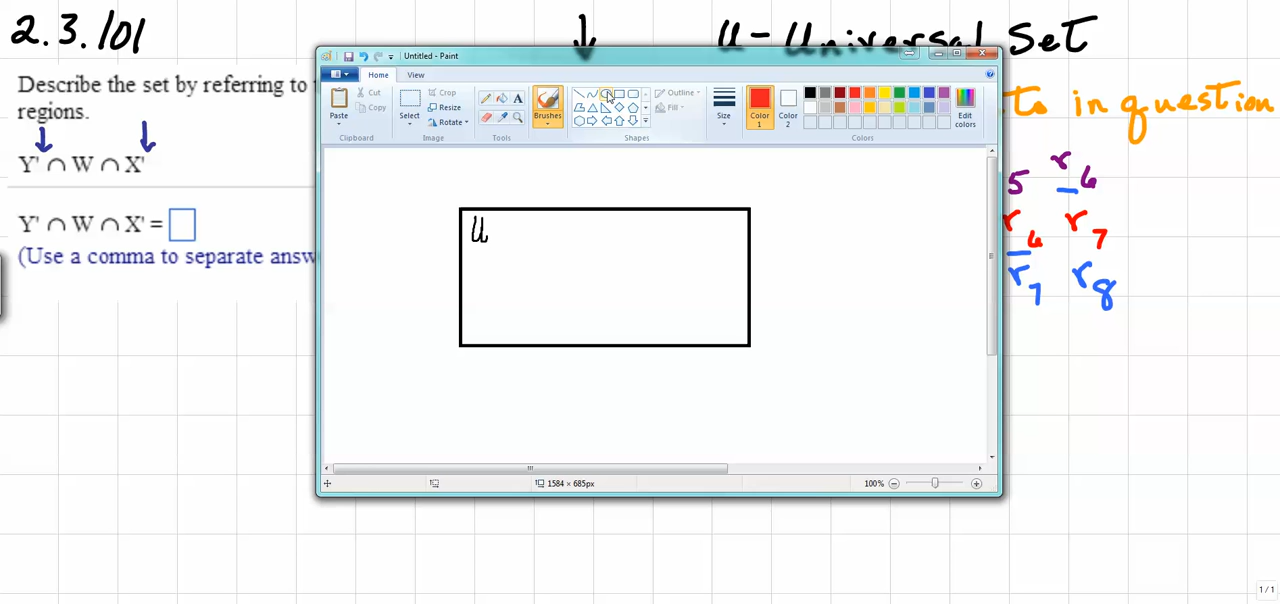 2.3.101
U - Universal Set
Describe the set by referring to
regions.
Y' ∩ W ∩ X'
Y' ∩ W ∩ X' =
(Use a comma to separate answ
Untitled - Paint
Home View
Paste
Cut
Copy
Clipboard
Select
Crop
Resize
Rotate
Image
A
Tools
Brushes
Shapes
Outline
Fill
Size
Color 1
Color 2
Edit colors
Colors
U
1584 × 685px
100%
ts in question
5 r6
r6 r7
r7 r8
1 / 1